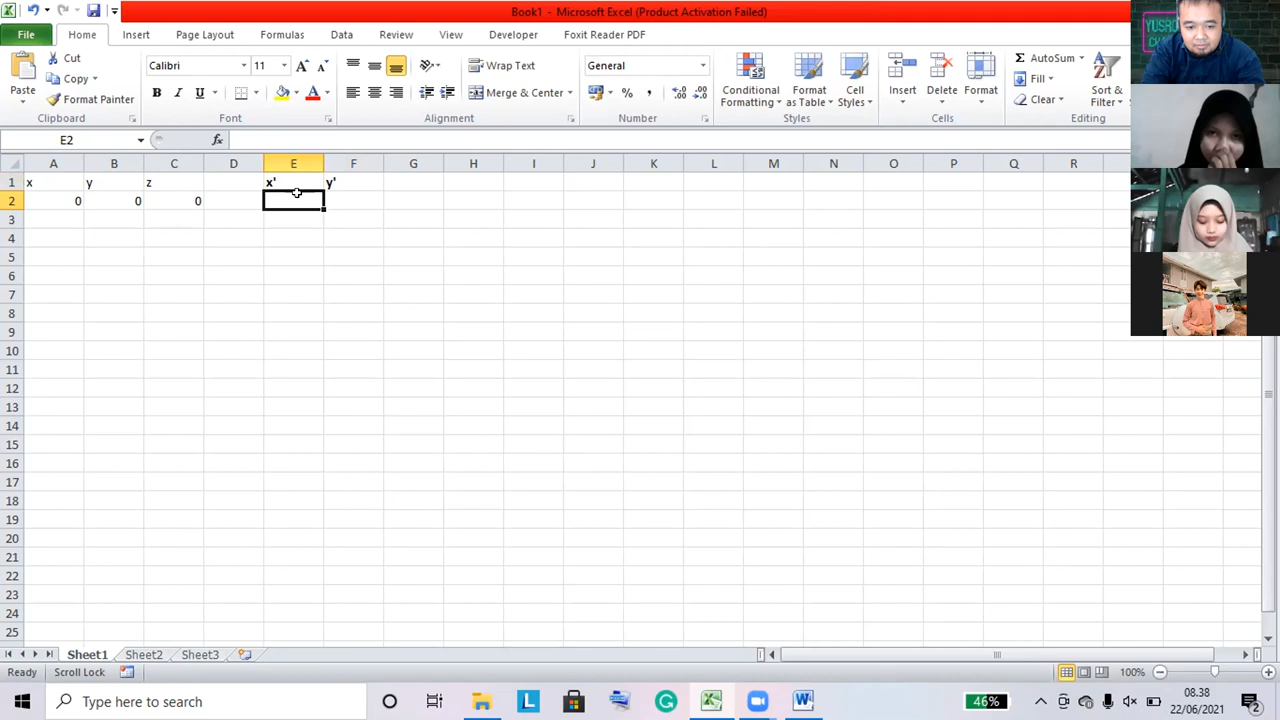 Book1 - Microsoft Excel (Product Activation Failed)
File Home Insert Page Layout Formulas Data Review View Developer Foxit Reader PDF
Paste
Cut
Copy
Format Painter
Clipboard
Calibri 11
B I U
Font
Wrap Text
Merge & Center
Alignment
General
%
Number
Conditional
Formatting
Format
as Table
Cell
Styles
Styles
Insert
Delete
Format
Cells
Σ AutoSum
Fill
Clear
Sort &
Filter
Editing
E2 fx
A B C D E F G H I J K L M N O P Q R
1 x y z x' y'
2 0 0 0
3
4
5
6
7
8
9
10
11
12
13
14
15
16
17
18
19
20
21
22
23
24
25
Sheet1 Sheet2 Sheet3
Ready Scroll Lock 100%
Type here to search
46%
08.38
22/06/2021
2